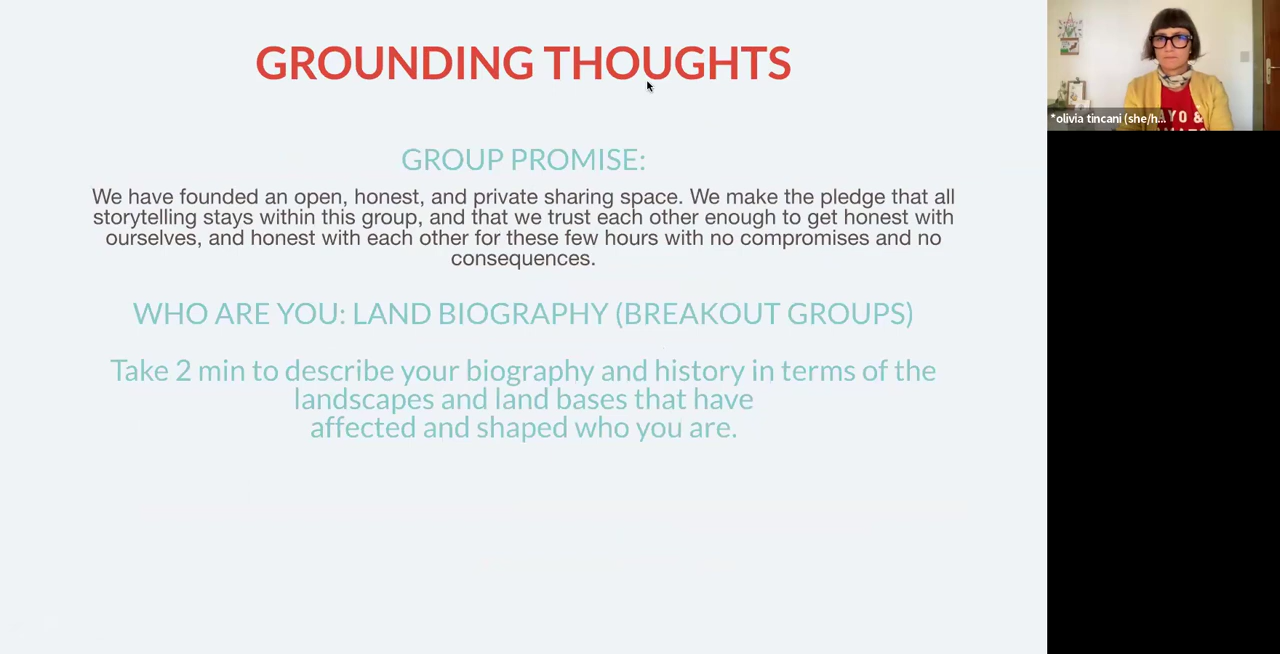 GROUNDING THOUGHTS
GROUP PROMISE:
We have founded an open, honest, and private sharing space. We make the pledge that all
storytelling stays within this group, and that we trust each other enough to get honest with
ourselves, and honest with each other for these few hours with no compromises and no
consequences.
WHO ARE YOU: LAND BIOGRAPHY (BREAKOUT GROUPS)
Take 2 min to describe your biography and history in terms of the
landscapes and land bases that have
affected and shaped who you are.
*olivia tincani (she/h...
YO &